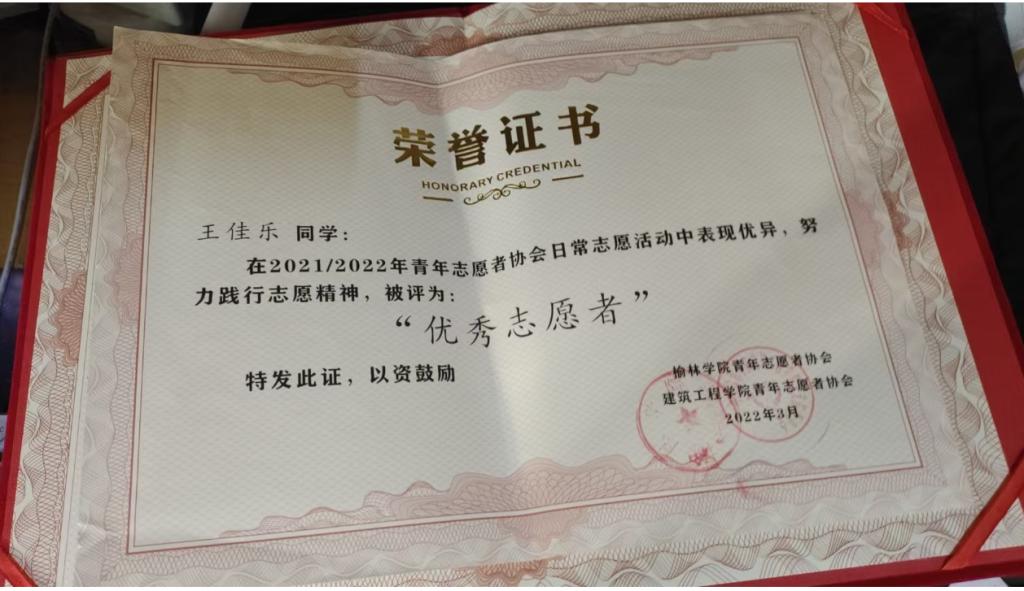 荣誉证书
HONORARY CREDENTIAL
王佳乐 同学：
在2021/2022年青年志愿者协会日常志愿活动中表现优异，努
力践行志愿精神，被评为：
“优秀志愿者”
特发此证，以资鼓励
榆林学院青年志愿者协会
建筑工程学院青年志愿者协会
2022年3月